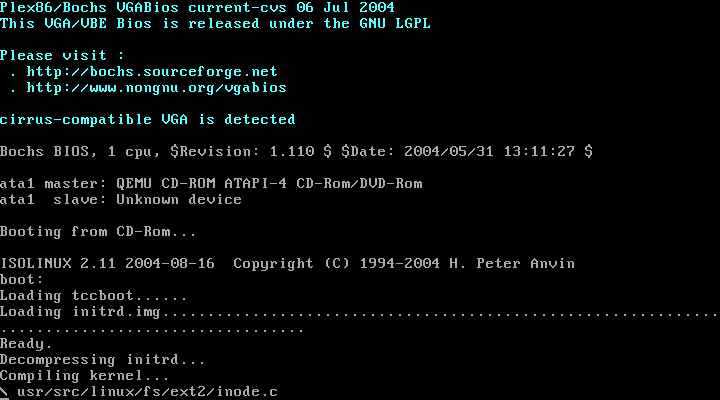 Plex86/Bochs VGABios current-cvs 06 Jul 2004
This VGA/VBE Bios is released under the GNU LGPL
Please visit :
. http://bochs.sourceforge.net
. http://www.nongnu.org/vgabios
cirrus-compatible VGA is detected
Bochs BIOS, 1 cpu, $Revision: 1.110 $ $Date: 2004/05/31 13:11:27 $
ata1 master: QEMU CD-ROM ATAPI-4 CD-Rom/DVD-Rom
ata1  slave: Unknown device
Booting from CD-Rom...
ISOLINUX 2.11 2004-08-16  Copyright (C) 1994-2004 H. Peter Anvin
boot:
Loading tccboot......
Loading initrd.img..............................................................
..................................
Ready.
Decompressing initrd...
Compiling kernel...
\ usr/src/linux/fs/ext2/inode.c